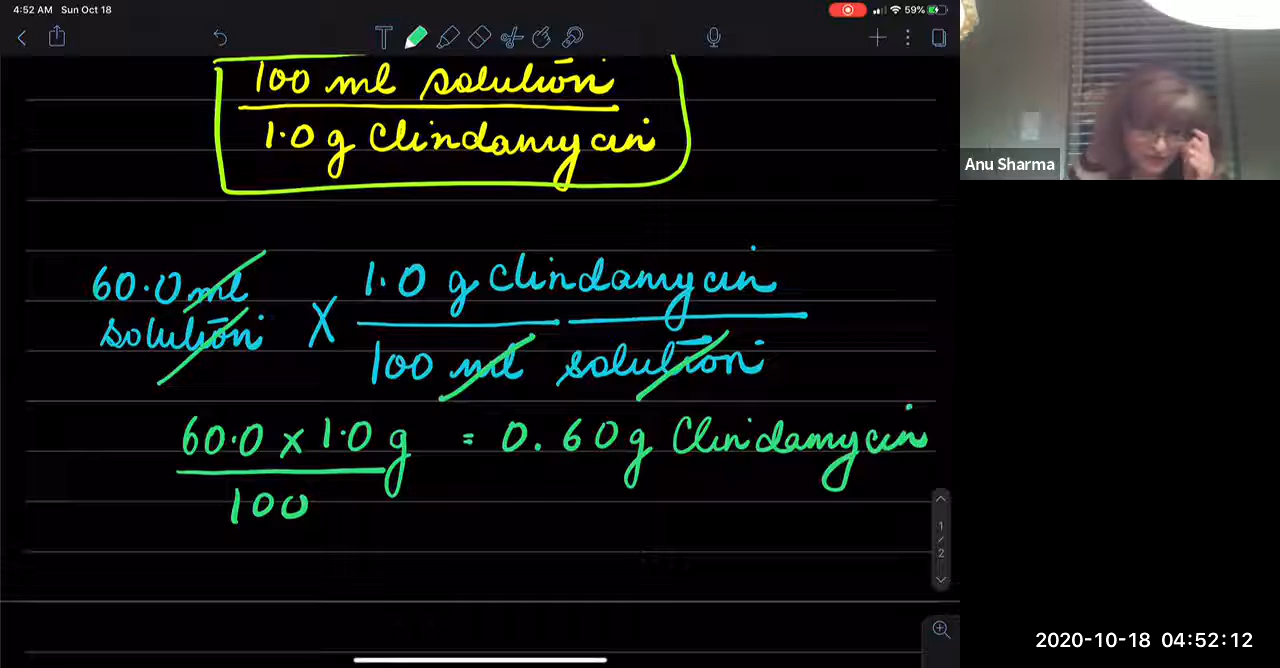 4:52 AM Sun Oct 18
59%
T
100 ml solution
1.0 g Clindamycin
Anu Sharma
60.0 ml
solution
X
1.0 g Clindamycin
100 ml solution
60.0 x 1.0 g = 0.60 g Clindamycin
100
1
/
2
2020-10-18 04:52:12